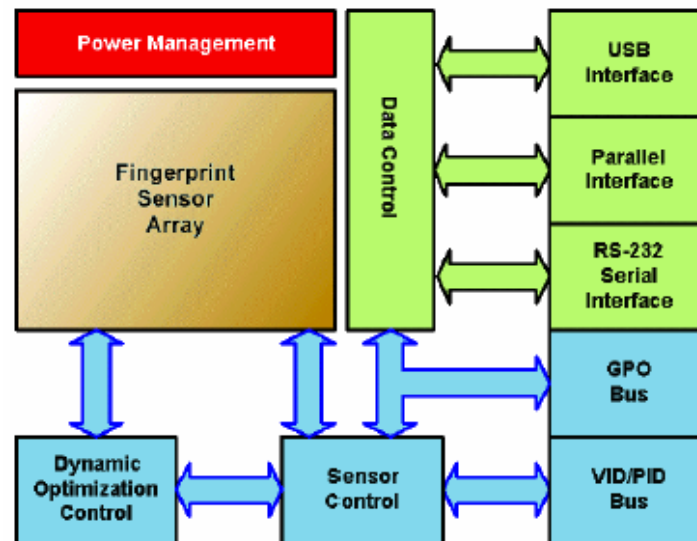 Power Management
Fingerprint
Sensor
Array
Data Control
USB
Interface
Parallel
Interface
RS-232
Serial
Interface
GPO
Bus
Dynamic
Optimization
Control
Sensor
Control
VID/PID
Bus